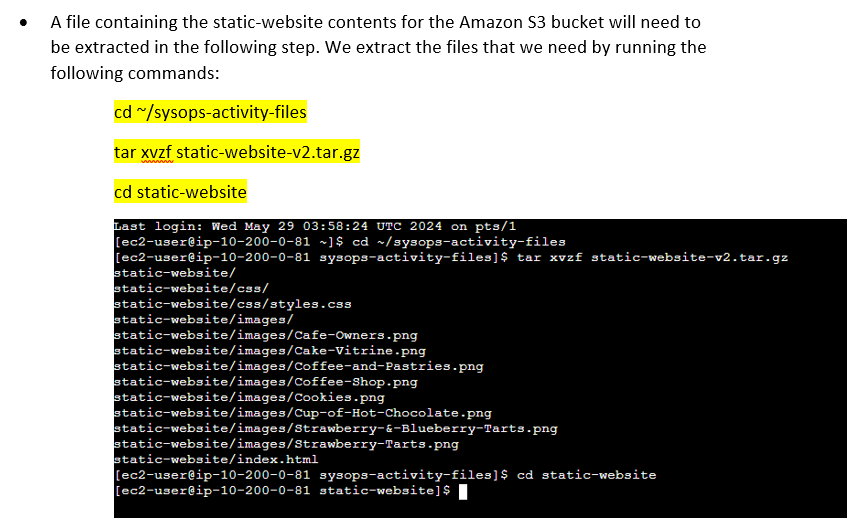 • A file containing the static-website contents for the Amazon S3 bucket will need to
be extracted in the following step. We extract the files that we need by running the
following commands:
cd ~/sysops-activity-files
tar xvzf static-website-v2.tar.gz
cd static-website
Last login: Wed May 29 03:58:24 UTC 2024 on pts/1
[ec2-user@ip-10-200-0-81 ~]$ cd ~/sysops-activity-files
[ec2-user@ip-10-200-0-81 sysops-activity-files]$ tar xvzf static-website-v2.tar.gz
static-website/
static-website/css/
static-website/css/styles.css
static-website/images/
static-website/images/Cafe-Owners.png
static-website/images/Cake-Vitrine.png
static-website/images/Coffee-and-Pastries.png
static-website/images/Coffee-Shop.png
static-website/images/Cookies.png
static-website/images/Cup-of-Hot-Chocolate.png
static-website/images/Strawberry-&-Blueberry-Tarts.png
static-website/images/Strawberry-Tarts.png
static-website/index.html
[ec2-user@ip-10-200-0-81 sysops-activity-files]$ cd static-website
[ec2-user@ip-10-200-0-81 static-website]$